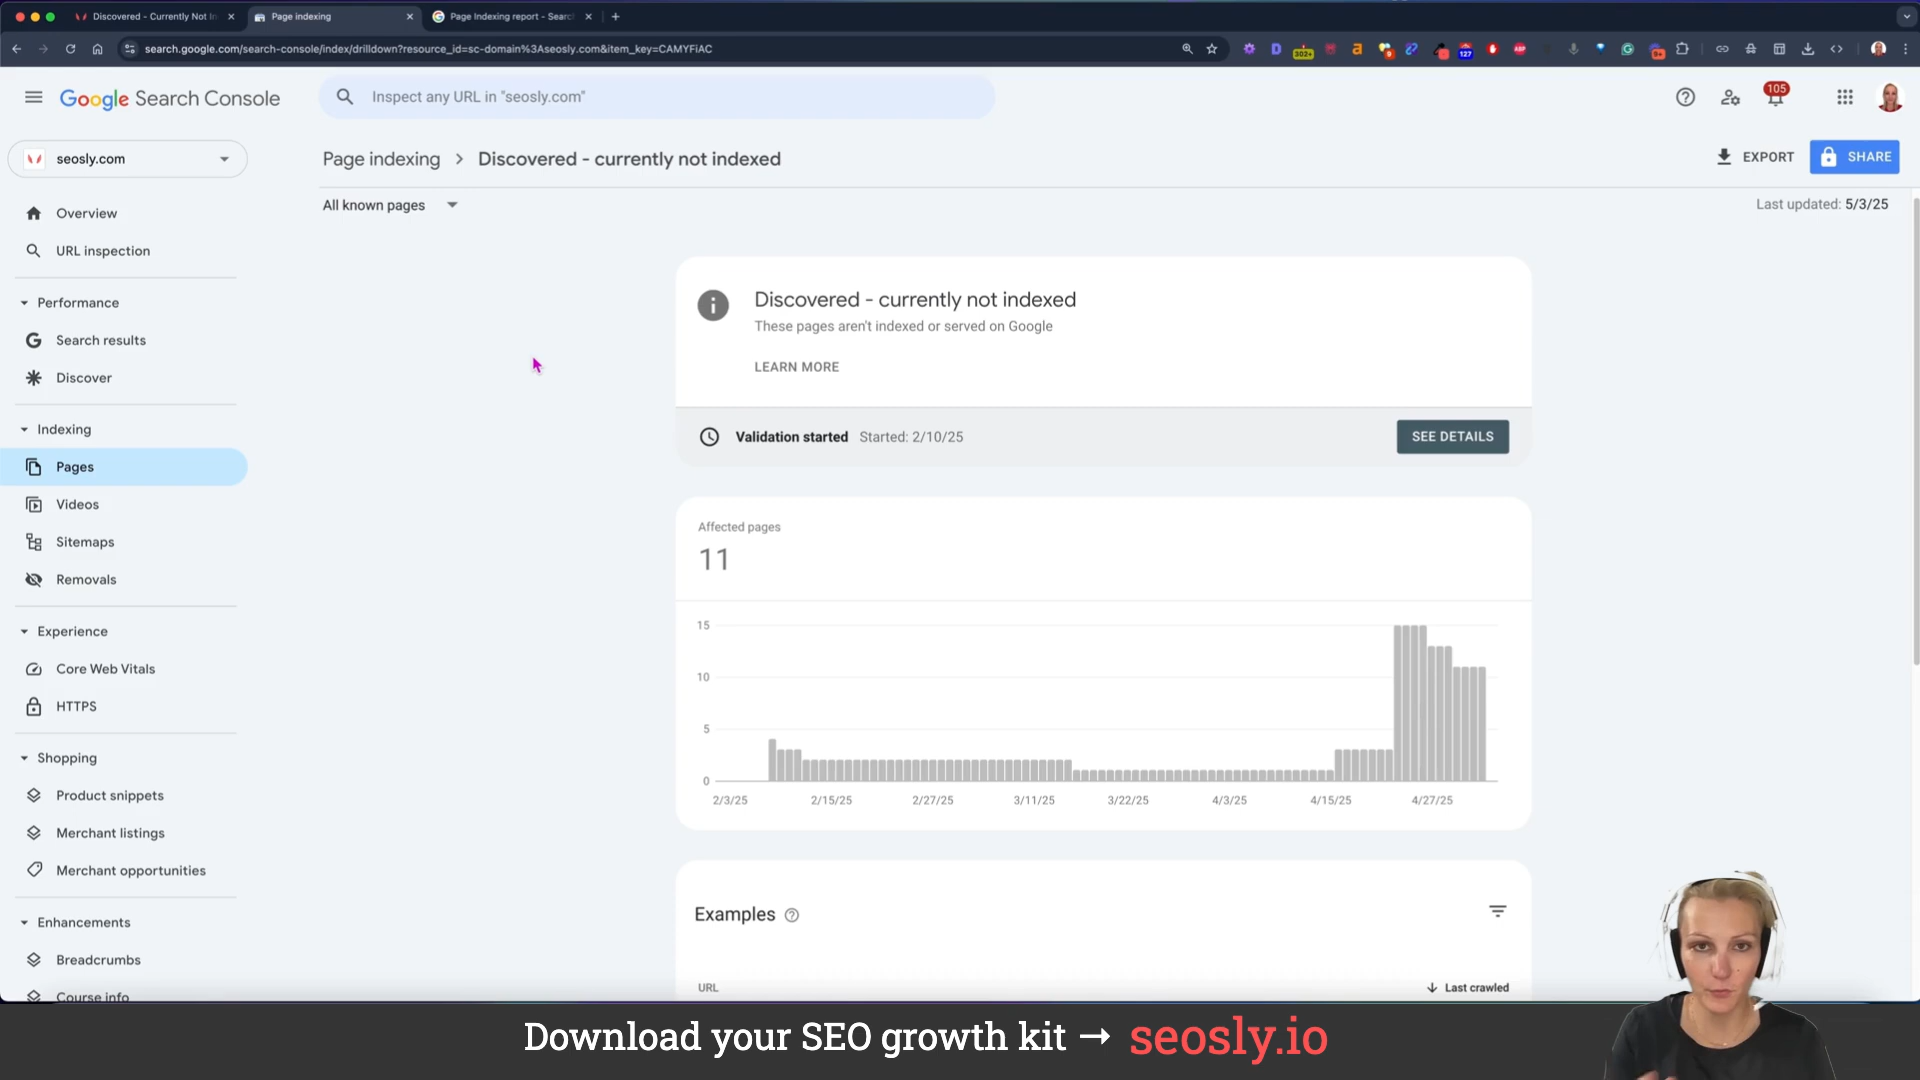 Discovered - Currently Not In
Page indexing
Page Indexing report - Searc
search.google.com/search-console/index/drilldown?resource_id=sc-domain%3Aseosly.com&item_key=CAMYFiAC
Google Search Console
Inspect any URL in "seosly.com"
105
seosly.com
Page indexing
Discovered - currently not indexed
EXPORT
SHARE
All known pages
Last updated: 5/3/25
Overview
URL inspection
Performance
Search results
Discover
Indexing
Pages
Videos
Sitemaps
Removals
Experience
Core Web Vitals
HTTPS
Shopping
Product snippets
Merchant listings
Merchant opportunities
Enhancements
Breadcrumbs
Course info
Discovered - currently not indexed
These pages aren't indexed or served on Google
LEARN MORE
Validation started Started: 2/10/25
SEE DETAILS
Affected pages
11
15
10
5
0
2/3/25 2/15/25 2/27/25 3/11/25 3/22/25 4/3/25 4/15/25 4/27/25
Examples
URL
Last crawled
Download your SEO growth kit → seosly.io